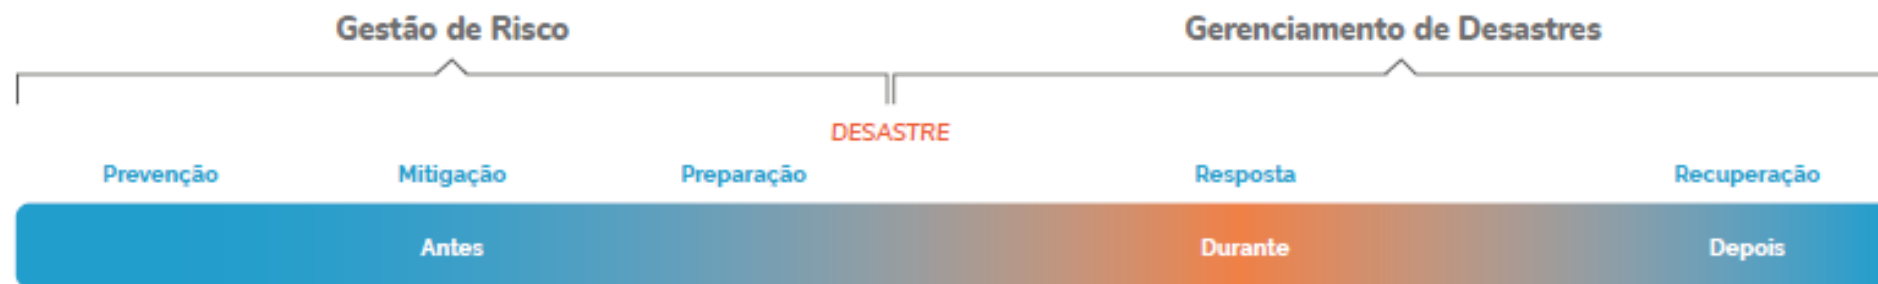 Gestão de Risco Gerenciamento de Desastres
DESASTRE
Prevenção Mitigação Preparação Resposta Recuperação
Antes Durante Depois